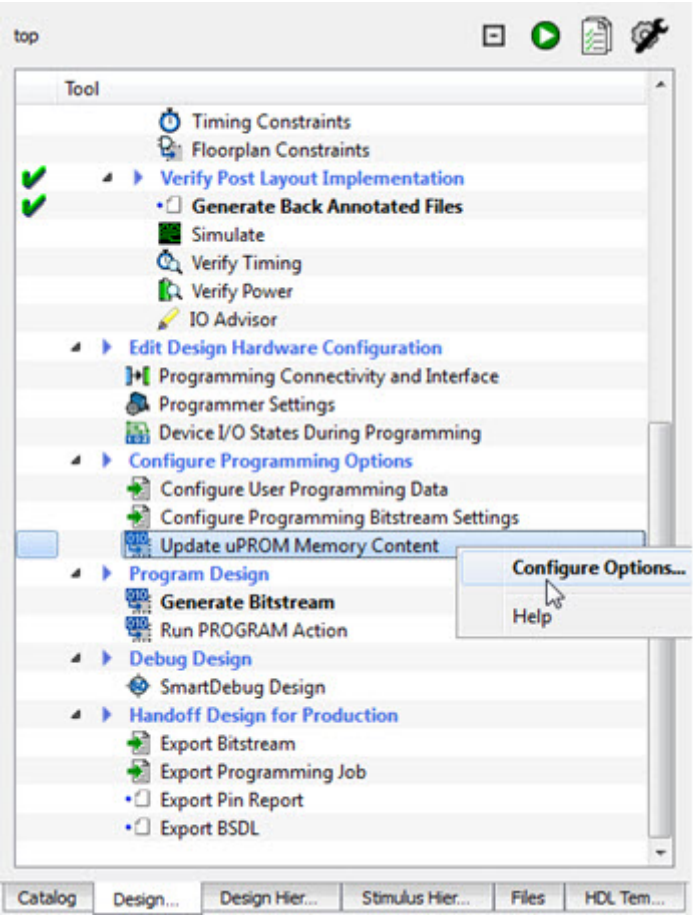 top
Tool
Timing Constraints
Floorplan Constraints
Verify Post Layout Implementation
Generate Back Annotated Files
Simulate
Verify Timing
Verify Power
IO Advisor
Edit Design Hardware Configuration
Programming Connectivity and Interface
Programmer Settings
Device I/O States During Programming
Configure Programming Options
Configure User Programming Data
Configure Programming Bitstream Settings
Update uPROM Memory Content
Configure Options...
Program Design
Generate Bitstream
Help
Run PROGRAM Action
Debug Design
SmartDebug Design
Handoff Design for Production
Export Bitstream
Export Programming Job
Export Pin Report
Export BSDL
Catalog Design... Design Hier... Stimulus Hier... Files HDL Tem...